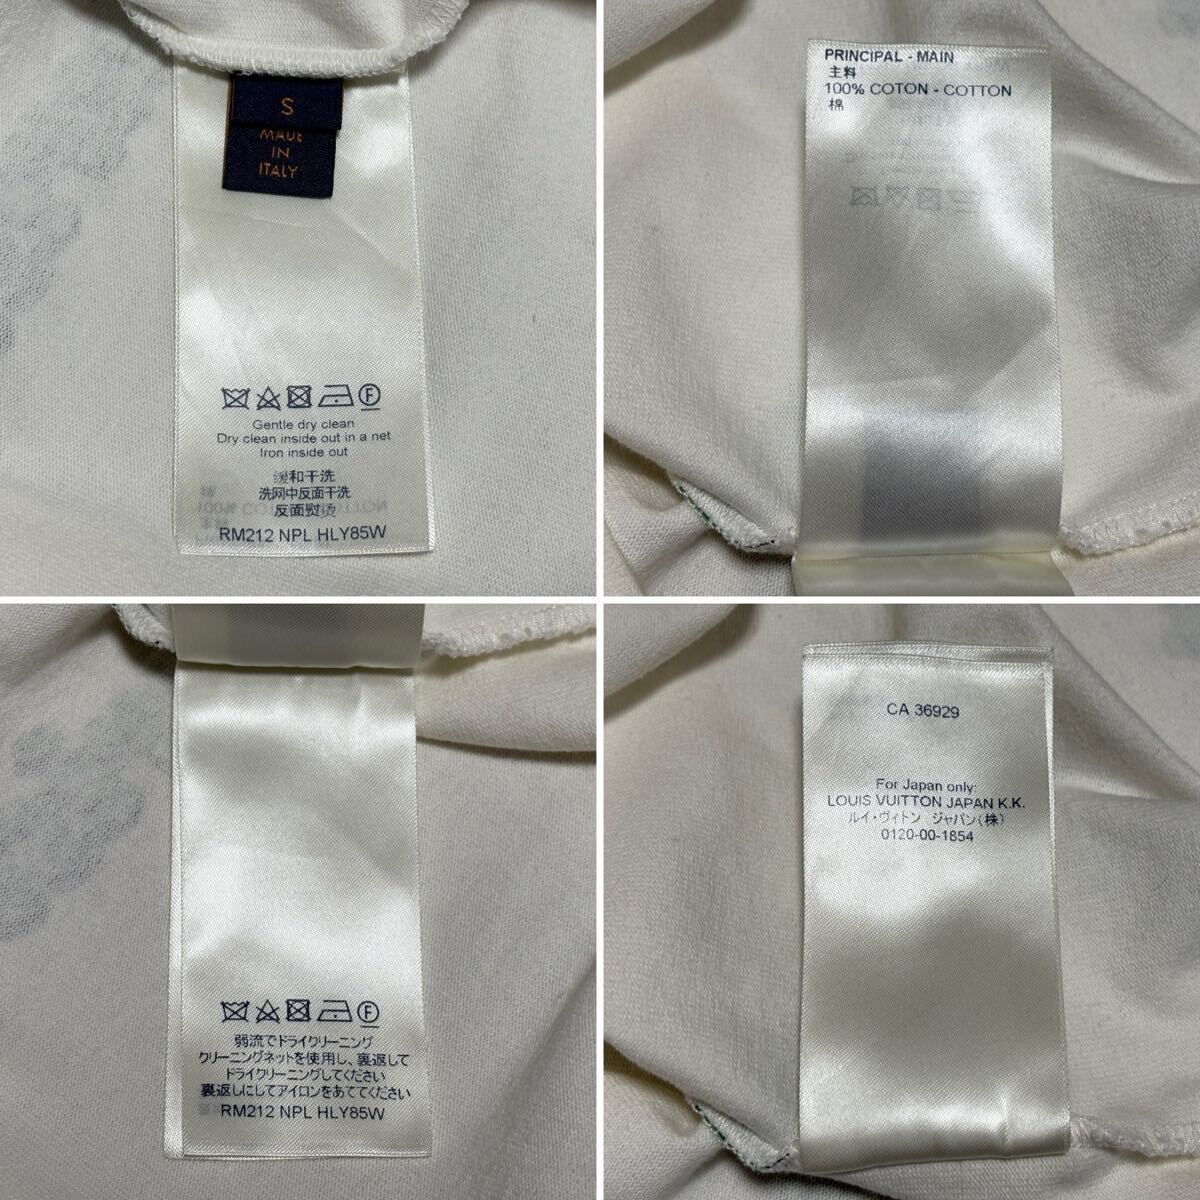 S
MADE
IN
ITALY
F
Gentle dry clean
Dry clean inside out in a net
Iron inside out
缓和干洗
洗网中反面干洗
反面熨烫
RM212 NPL HLY85W
PRINCIPAL - MAIN
主料
100% COTON - COTTON
棉
F
弱流でドライクリーニング
クリーニングネットを使用し、裏返して
ドライクリーニングしてください
裏返しにしてアイロンをあててください
RM212 NPL HLY85W
CA 36929
For Japan only:
LOUIS VUITTON JAPAN K.K.
ルイ・ヴィトン ジャパン(株)
0120-00-1854